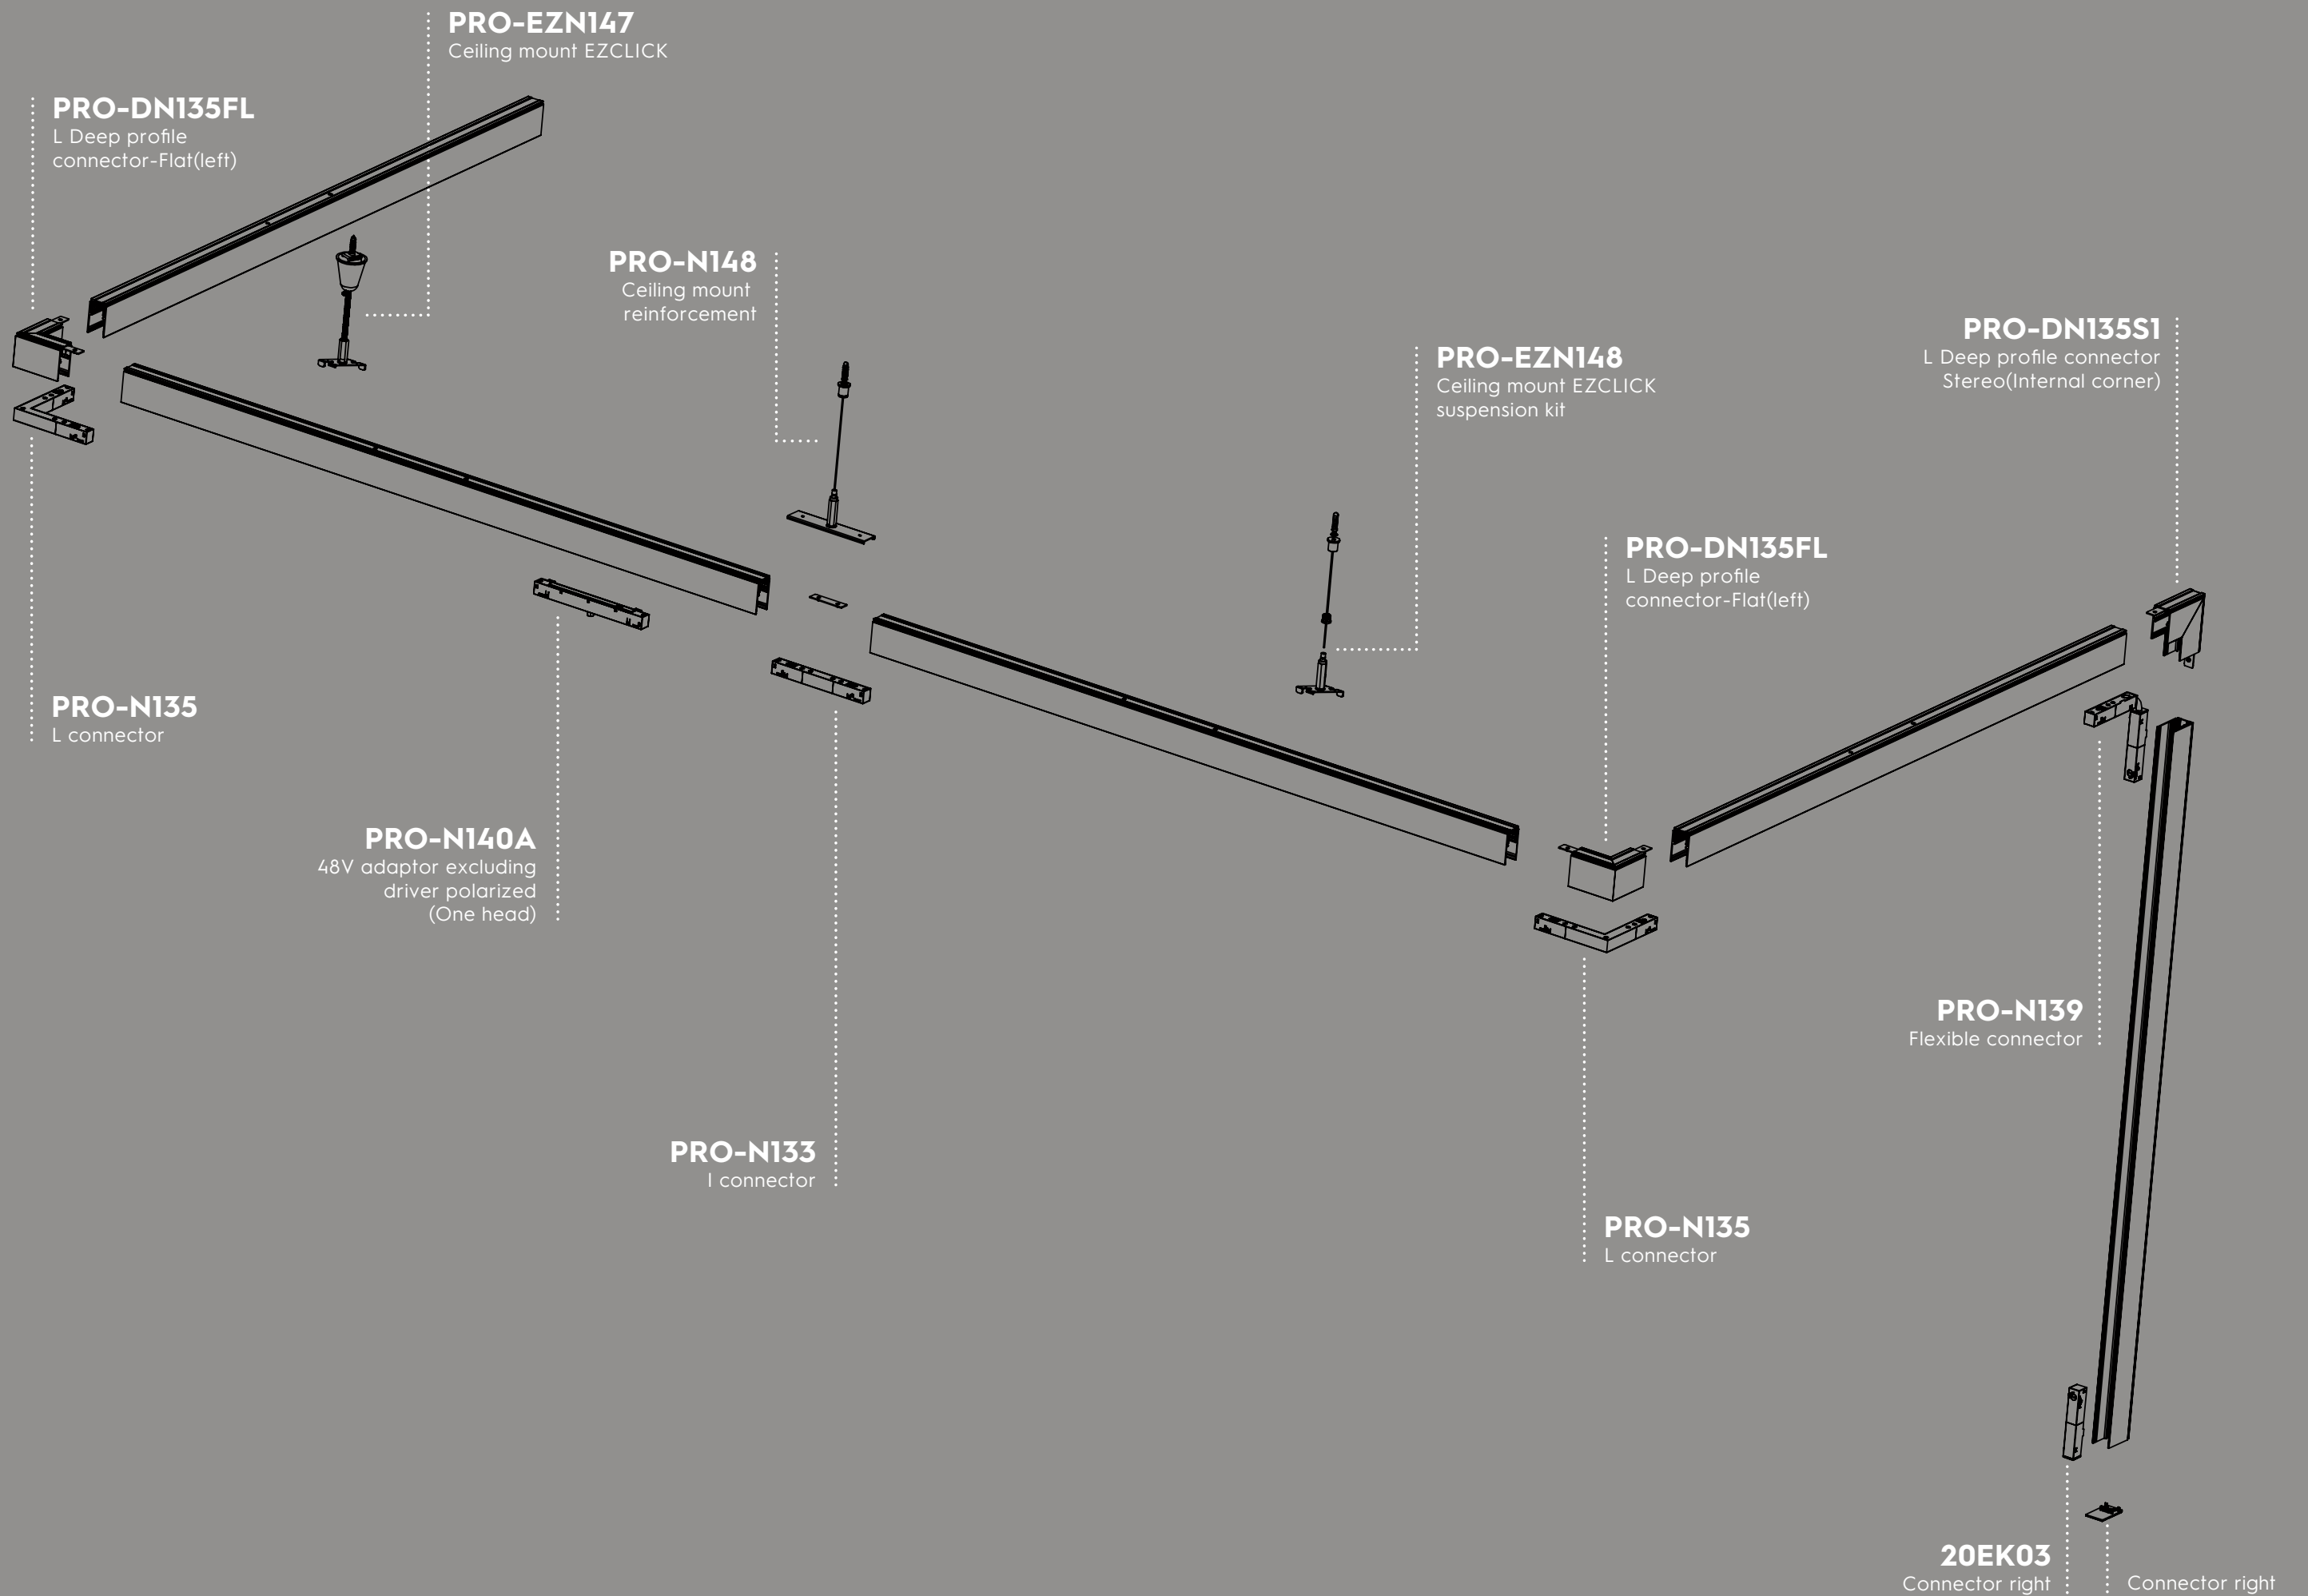 PRO-EZN147
Ceiling mount EZCLICK
PRO-DN135FL
L Deep profile
connector-Flat(left)
PRO-N148
Ceiling mount
reinforcement
PRO-DN135S1
L Deep profile connector
Stereo(Internal corner)
PRO-EZN148
Ceiling mount EZCLICK
suspension kit
PRO-DN135FL
L Deep profile
connector-Flat(left)
PRO-N135
L connector
PRO-N140A
48V adaptor excluding
driver polarized
(One head)
PRO-N139
Flexible connector
PRO-N133
I connector
PRO-N135
L connector
20EK03
Connector right
Connector right